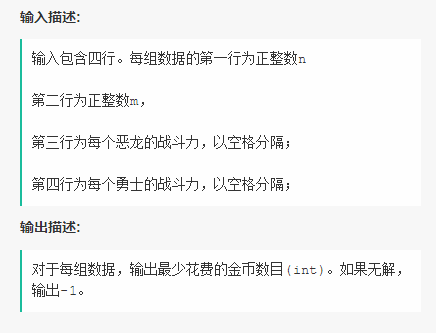 输入描述:
输入包含四行。每组数据的第一行为正整数n
第二行为正整数m，
第三行为每个恶龙的战斗力，以空格分隔；
第四行为每个勇士的战斗力，以空格分隔；
输出描述:
对于每组数据，输出最少花费的金币数目(int)。如果无解，
输出-1。